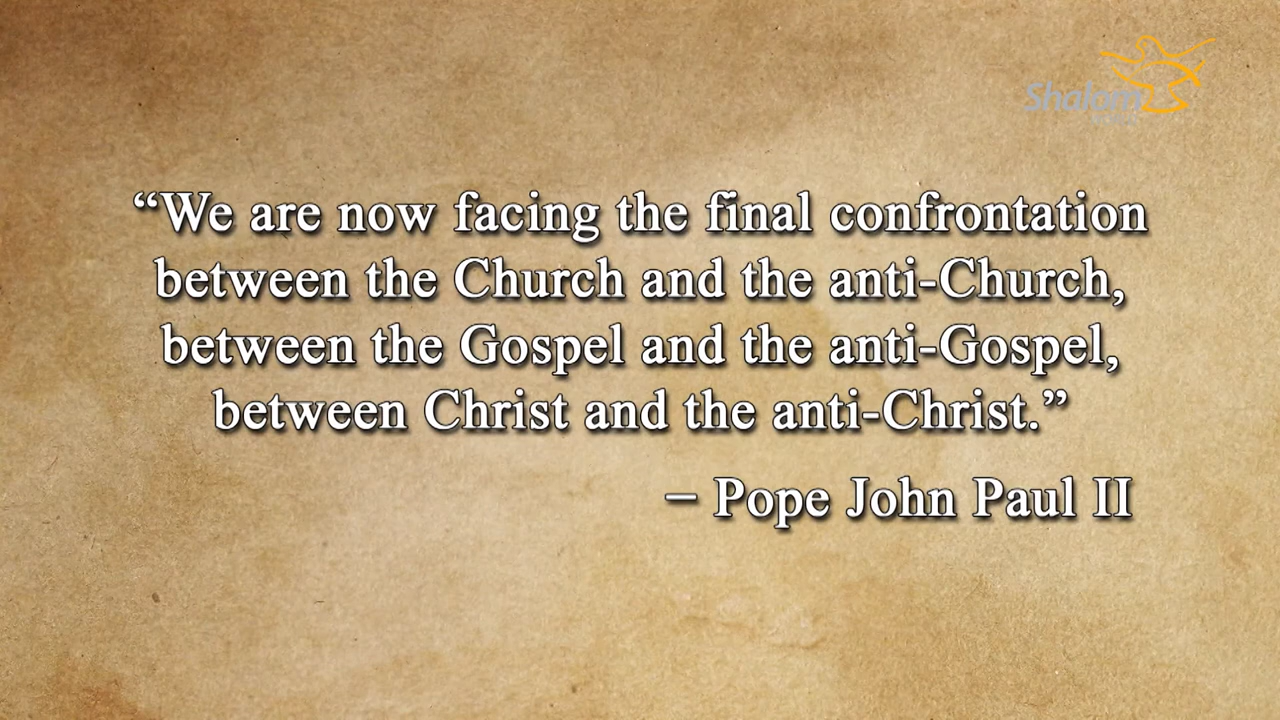 Shalom
“We are now facing the final confrontation
between the Church and the anti-Church,
between the Gospel and the anti-Gospel,
between Christ and the anti-Christ.”
– Pope John Paul II